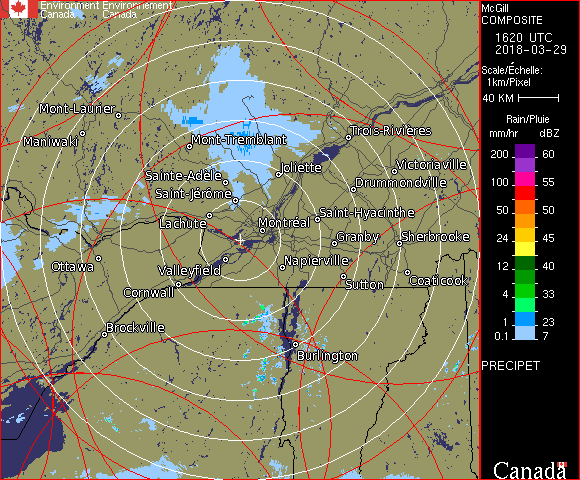 Environment Environnement
Canada Canada
Mont-Laurier
Maniwaki
Mont-Tremblant
Trois-Rivières
Sainte-Adèle
Joliette
Victoriaville
Saint-Jérôme
Drummondville
Lachute
Montréal
Saint-Hyacinthe
Granby
Sherbrooke
Ottawa
Valleyfield
Napierville
Cornwall
Sutton
Coaticook
Brockville
Burlington
McGill
COMPOSITE
1620 UTC
2018-03-29
Scale/Échelle:
1km/Pixel
40 KM
Rain/Pluie
mm/hr dBZ
200 60
100 55
50 50
24 45
12 40
4 33
1 23
0.1 7
PRECIPET
Canada